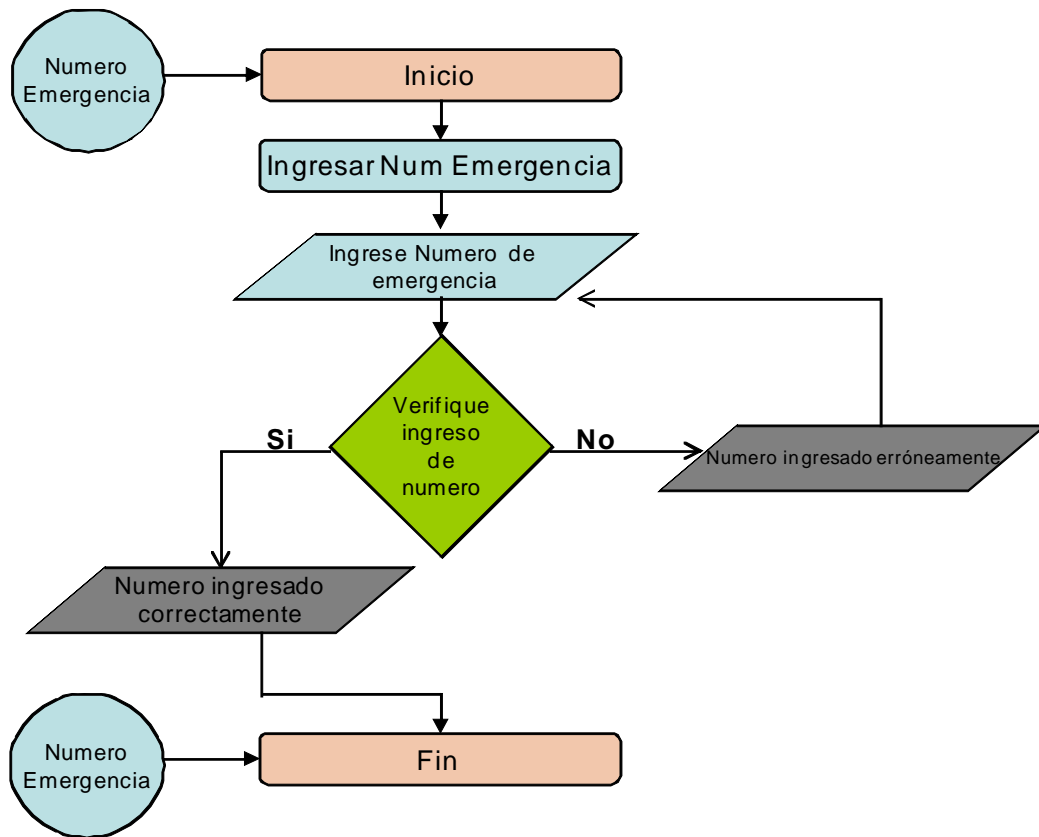 Numero
Emergencia
Inicio
Ingresar Num Emergencia
Ingrese Numero de
emergencia
Verifique
ingreso
de
numero
Si
No
Numero ingresado erróneamente
Numero ingresado
correctamente
Numero
Emergencia
Fin